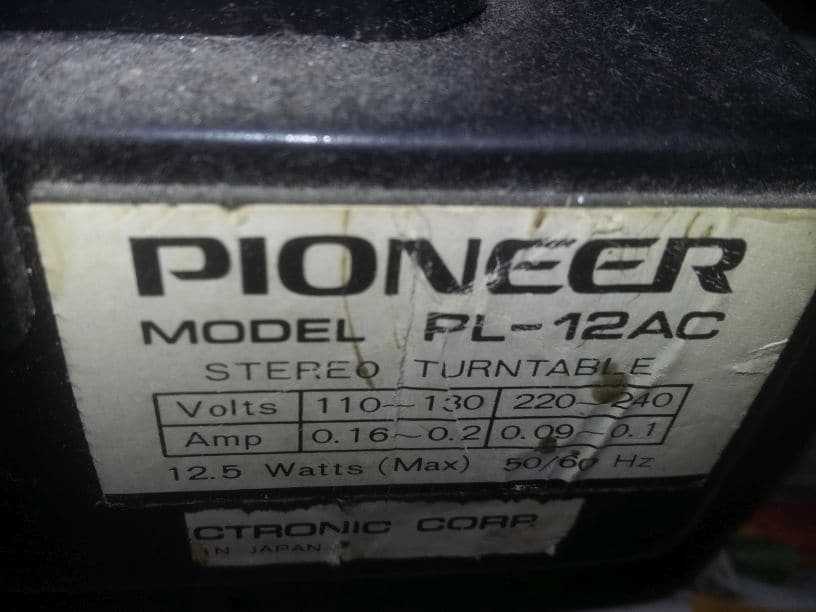 PIONEER
MODEL PL-12AC
STEREO TURNTABLE
Volts 110~130 220~240
Amp 0.16~0.2 0.09~0.1
12.5 Watts (Max) 50/60 Hz
CTRONIC CORP
IN JAPAN